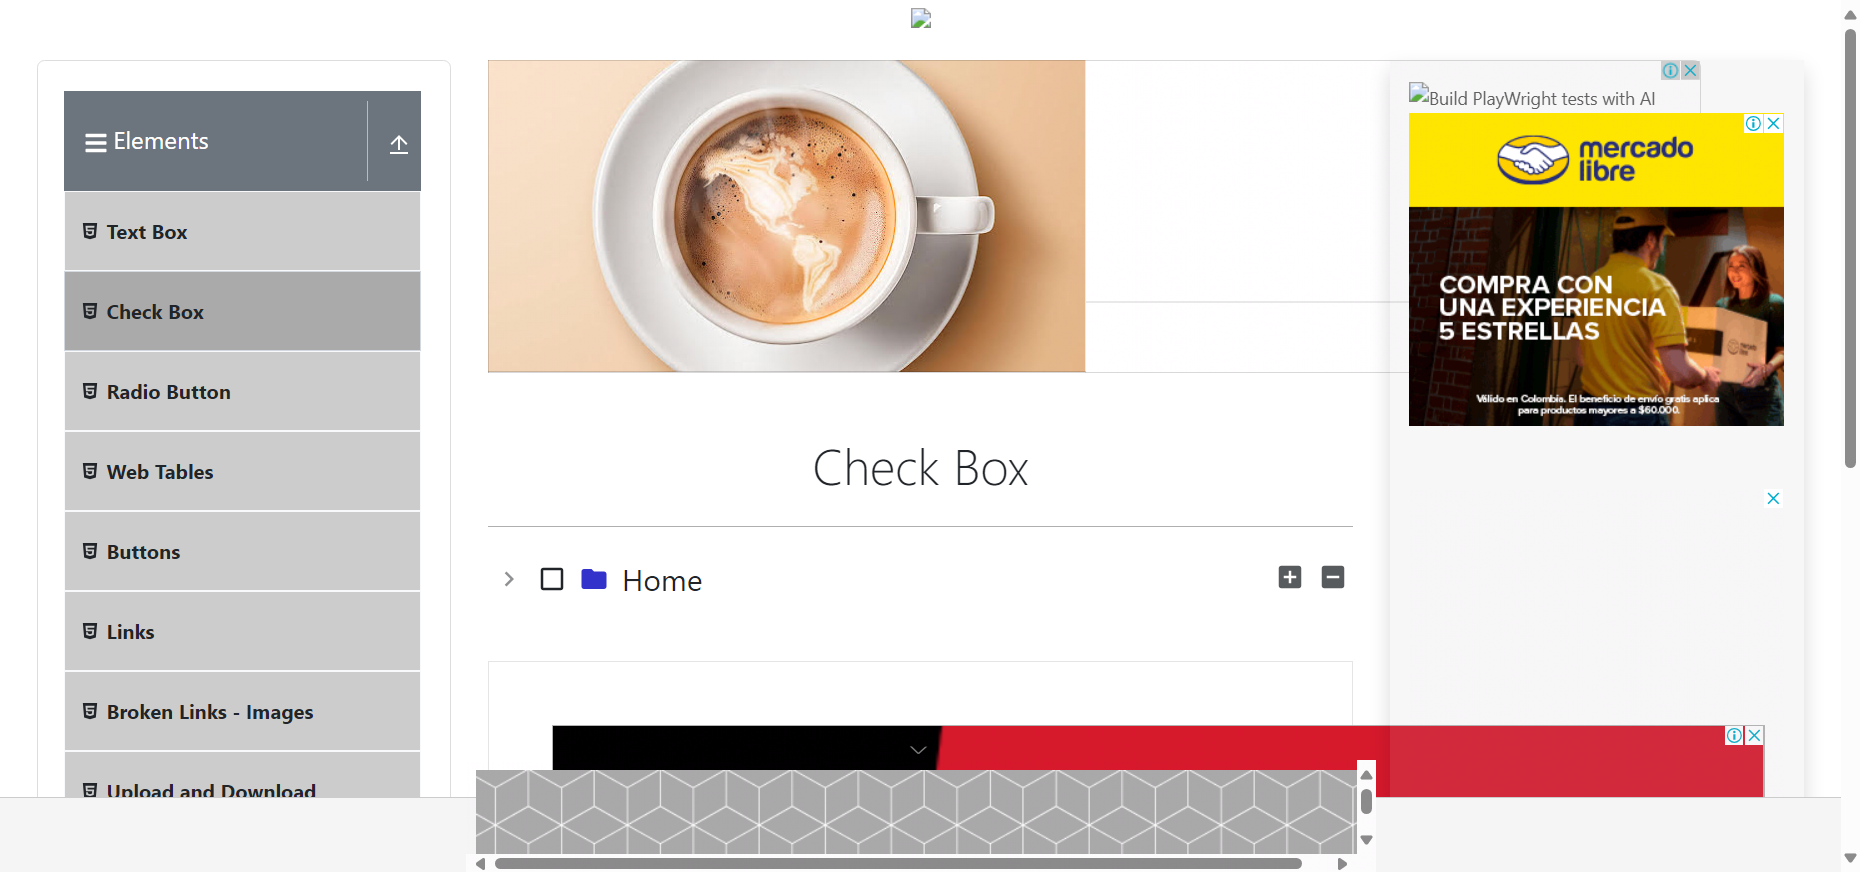 Elements
Text Box
Check Box
Radio Button
Web Tables
Buttons
Links
Broken Links - Images
Upload and Download
Check Box
Home
Build PlayWright tests with AI
mercado
libre
COMPRA CON
UNA EXPERIENCIA
5 ESTRELLAS
Válido en Colombia. El beneficio de envío gratis aplica
para productos mayores a $60.000.